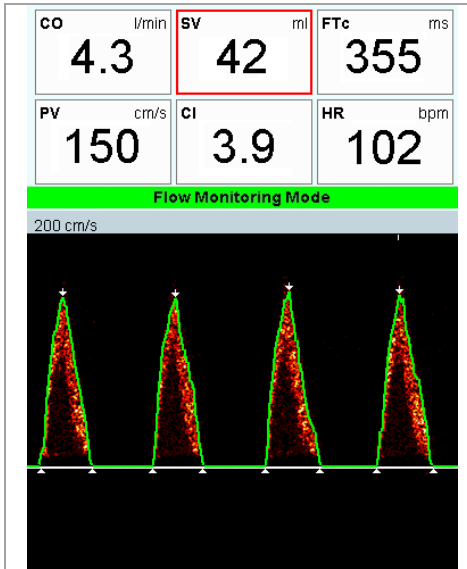 CO l/min SV ml FTc ms
4.3 42 355
PV cm/s CI HR bpm
150 3.9 102
Flow Monitoring Mode
200 cm/s